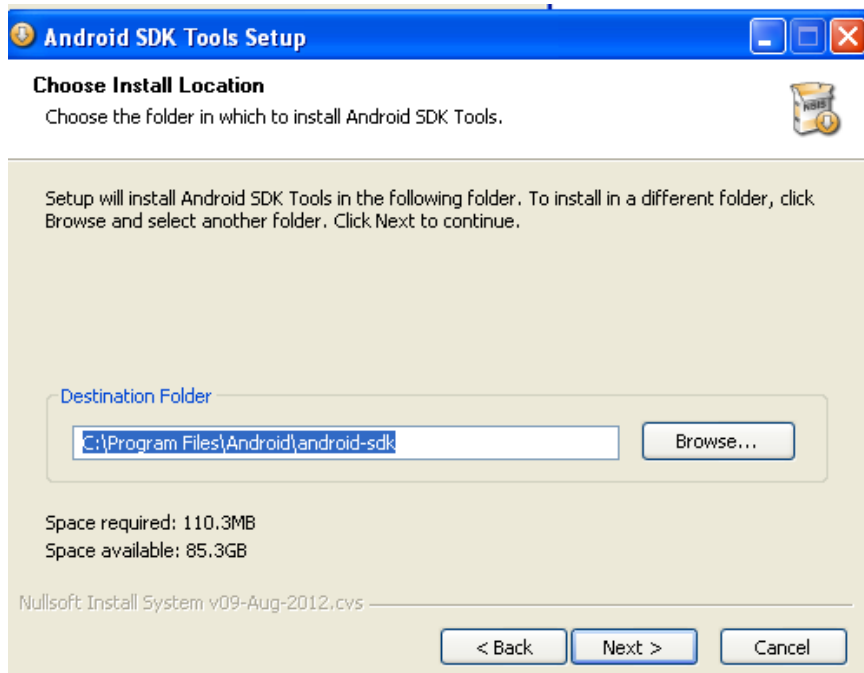 Android SDK Tools Setup
Choose Install Location
Choose the folder in which to install Android SDK Tools.
NSIS
Setup will install Android SDK Tools in the following folder. To install in a different folder, click
Browse and select another folder. Click Next to continue.
Destination Folder
C:\Program Files\Android\android-sdk
Browse...
Space required: 110.3MB
Space available: 85.3GB
Nullsoft Install System v09-Aug-2012.cvs
< Back
Next >
Cancel